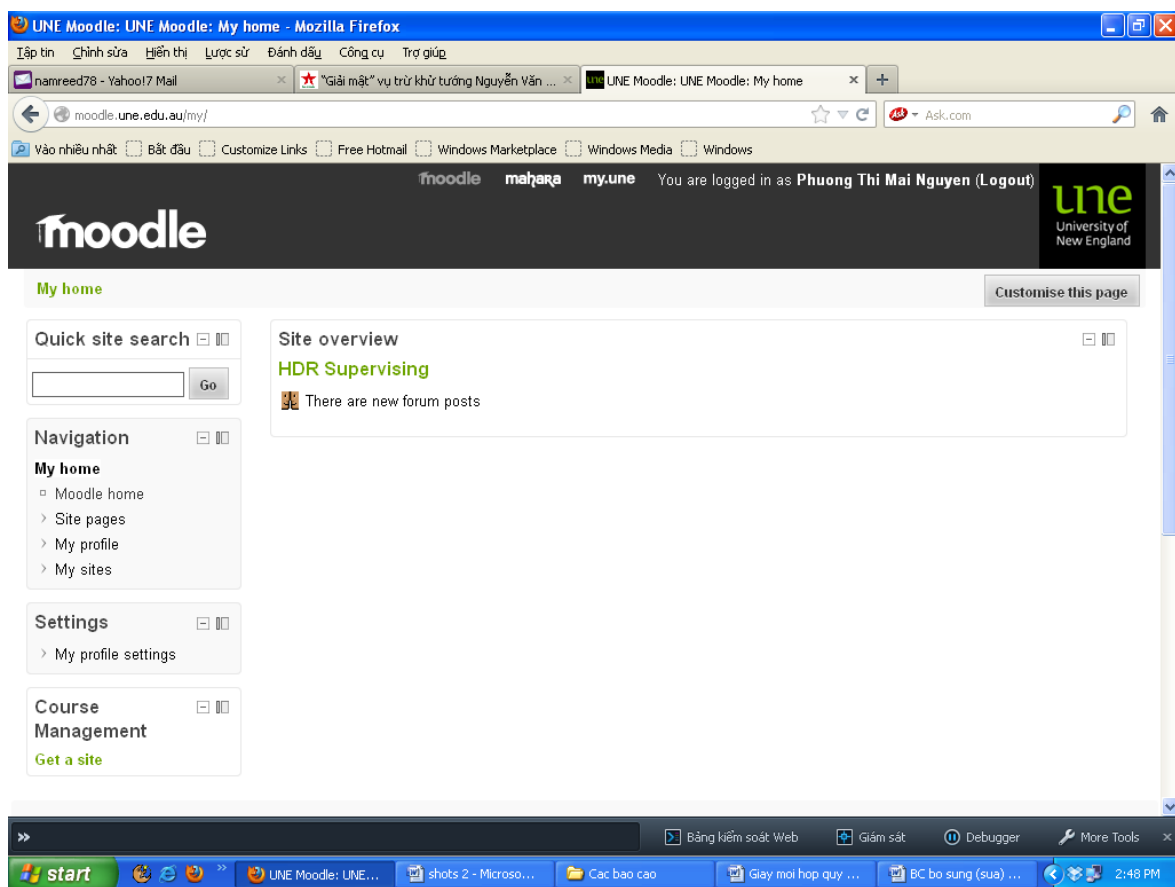 UNE Moodle: UNE Moodle: My home - Mozilla Firefox
Tập tin Chỉnh sửa Hiển thị Lược sử Đánh dấu Công cụ Trợ giúp
namreed78 - Yahoo!7 Mail "Giải mật" vụ trừ khử tướng Nguyễn Văn ... une UNE Moodle: UNE Moodle: My home
moodle.une.edu.au/my/ Ask Ask.com
Vào nhiều nhất Bắt đầu Customize Links Free Hotmail Windows Marketplace Windows Media Windows
moodle mahara my.une You are logged in as Phuong Thi Mai Nguyen (Logout)
moodle
une
University of
New England
My home Customise this page
Quick site search
Go
Navigation
My home
Moodle home
Site pages
My profile
My sites
Settings
My profile settings
Course
Management
Get a site
Site overview
HDR Supervising
There are new forum posts
» Bảng kiểm soát Web Giám sát Debugger More Tools
start » UNE Moodle: UNE... shots 2 - Microso... Cac bao cao Giay moi hop quy ... BC bo sung (sua) ... 2:48 PM